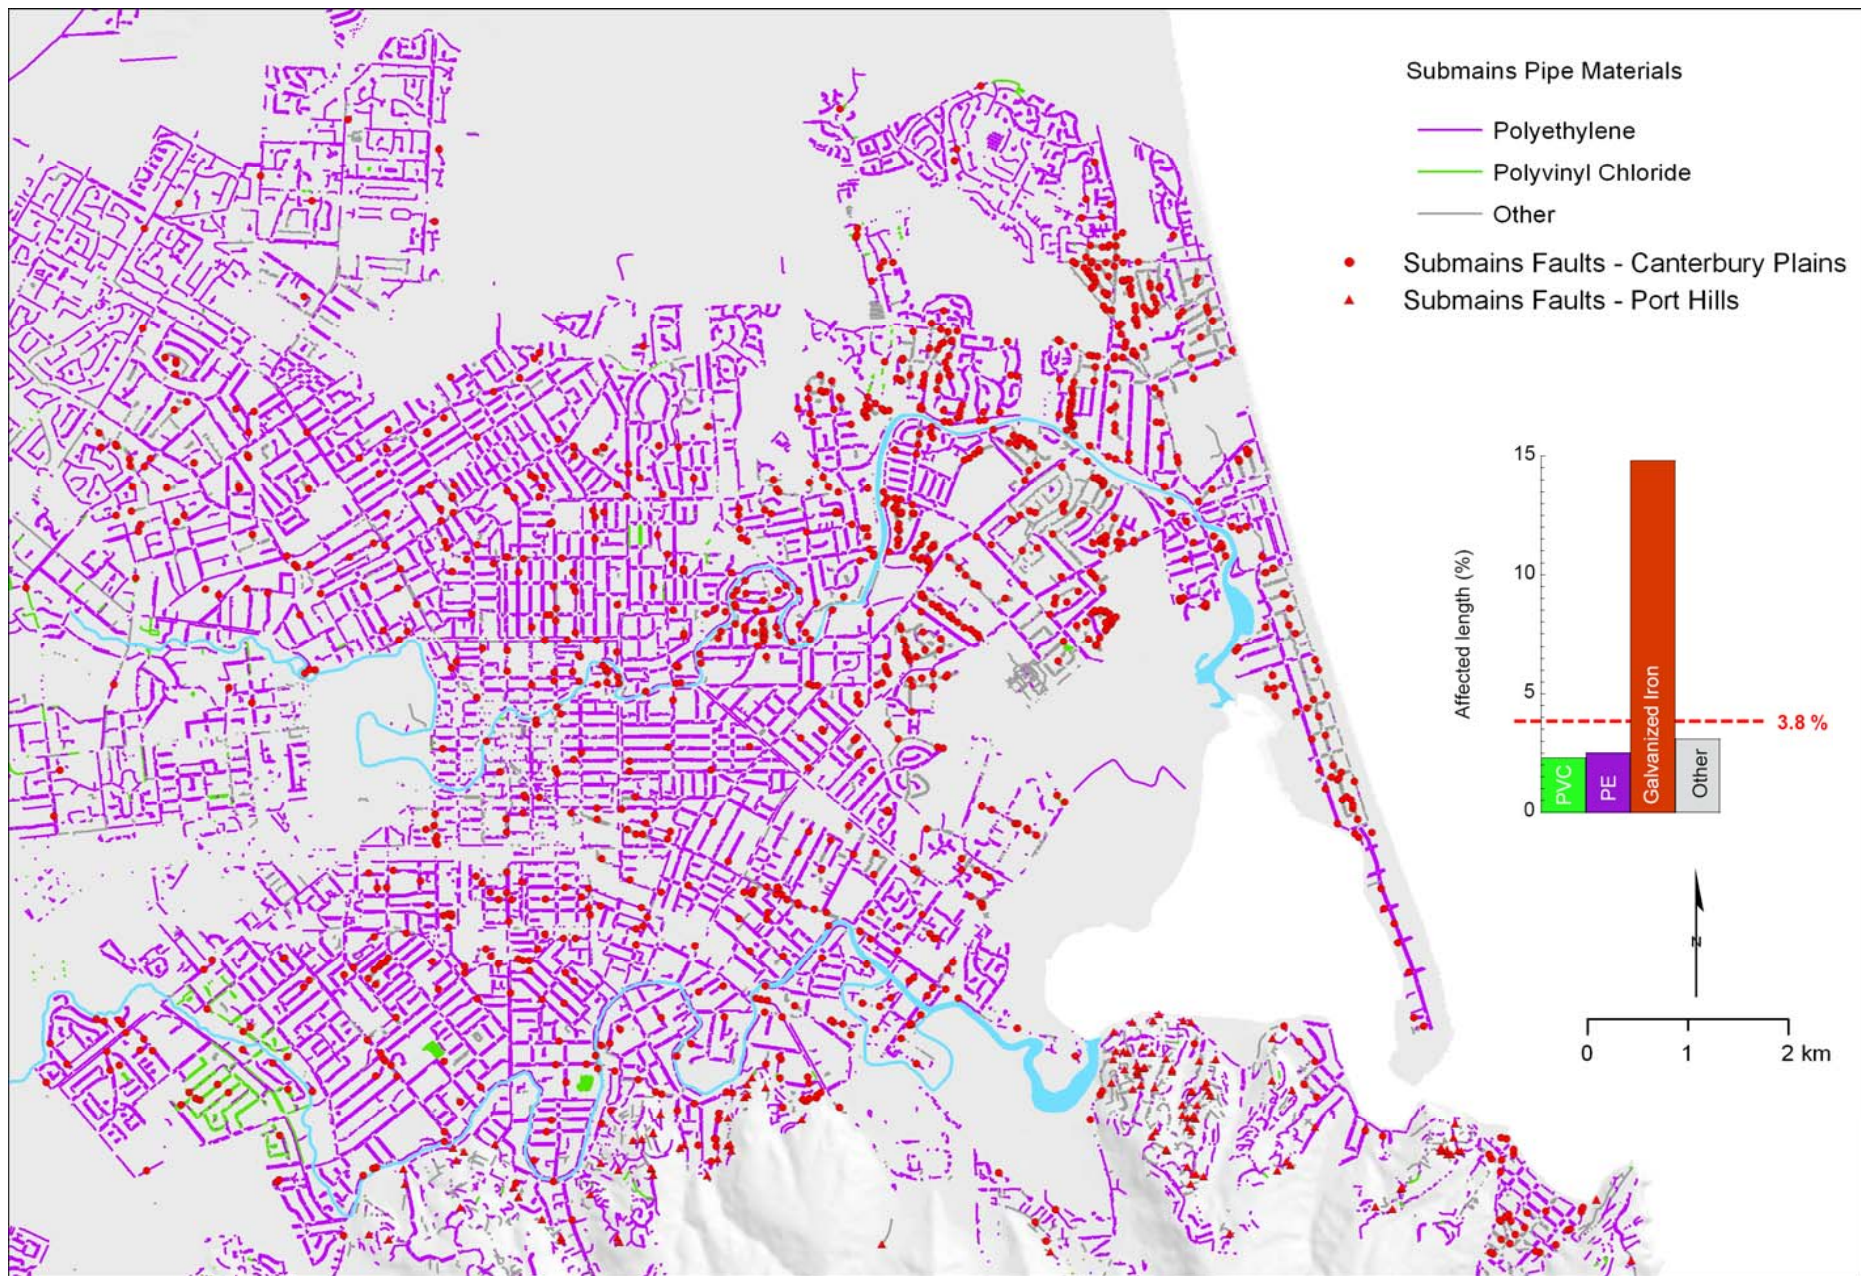 Submains Pipe Materials
Polyethylene
Polyvinyl Chloride
Other
Submains Faults - Canterbury Plains
Submains Faults - Port Hills
15
10
5
0
Affected length (%)
PVC
PE
Galvanized Iron
Other
3.8 %
N
0 1 2 km